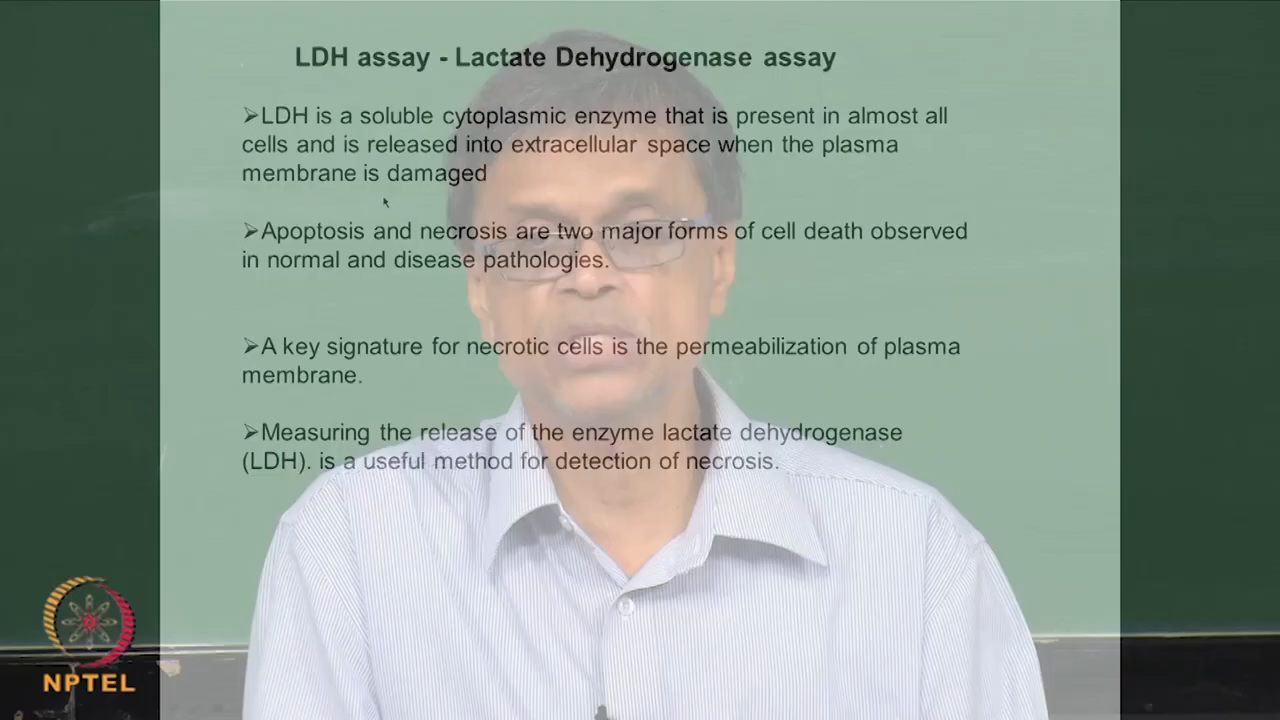 LDH assay - Lactate Dehydrogenase assay
➢LDH is a soluble cytoplasmic enzyme that is present in almost all
cells and is released into extracellular space when the plasma
membrane is damaged
➢Apoptosis and necrosis are two major forms of cell death observed
in normal and disease pathologies.
➢A key signature for necrotic cells is the permeabilization of plasma
membrane.
➢Measuring the release of the enzyme lactate dehydrogenase
(LDH). is a useful method for detection of necrosis.
NPTEL